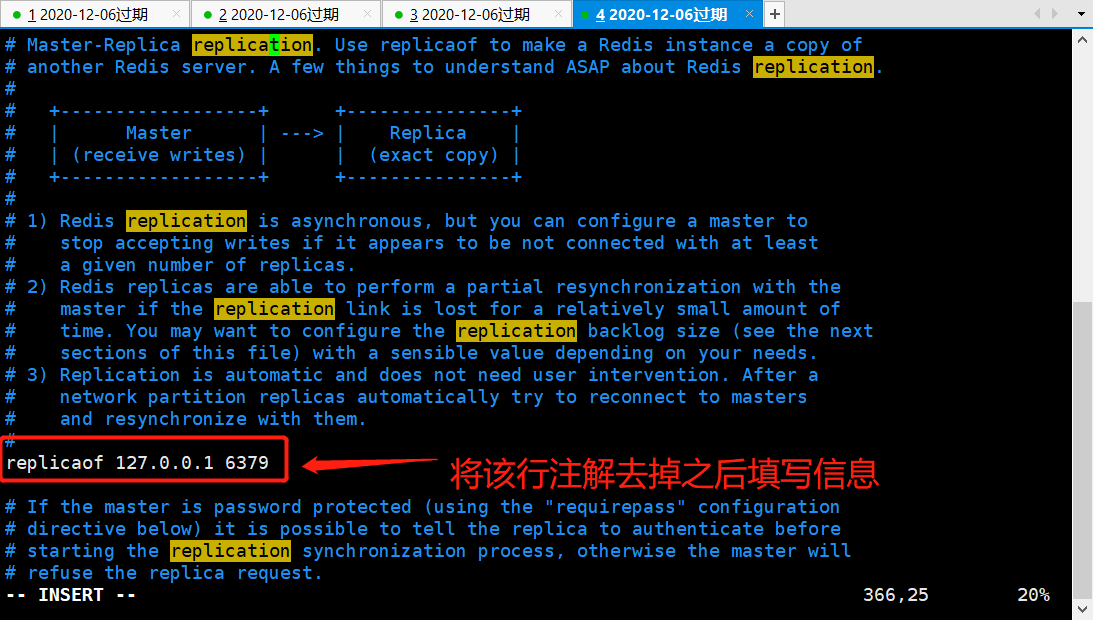 1 2020-12-06过期 × 2 2020-12-06过期 × 3 2020-12-06过期 × 4 2020-12-06过期 × +
# Master-Replica replication. Use replicaof to make a Redis instance a copy of
# another Redis server. A few things to understand ASAP about Redis replication.
#
#   +------------------+      +---------------+
#   |      Master      | ---> |    Replica    |
#   | (receive writes) |      |  (exact copy) |
#   +------------------+      +---------------+
#
# 1) Redis replication is asynchronous, but you can configure a master to
#    stop accepting writes if it appears to be not connected with at least
#    a given number of replicas.
# 2) Redis replicas are able to perform a partial resynchronization with the
#    master if the replication link is lost for a relatively small amount of
#    time. You may want to configure the replication backlog size (see the next
#    sections of this file) with a sensible value depending on your needs.
# 3) Replication is automatic and does not need user intervention. After a
#    network partition replicas automatically try to reconnect to masters
#    and resynchronize with them.
#
replicaof 127.0.0.1 6379
将该行注解去掉之后填写信息
# If the master is password protected (using the "requirepass" configuration
# directive below) it is possible to tell the replica to authenticate before
# starting the replication synchronization process, otherwise the master will
# refuse the replica request.
-- INSERT -- 366,25 20%